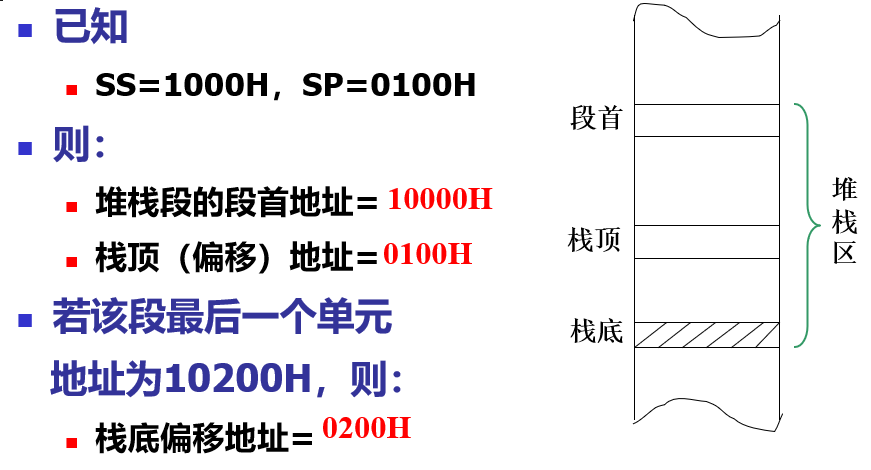 已知
SS=1000H，SP=0100H
则：
堆栈段的段首地址= 10000H
栈顶（偏移）地址=0100H
若该段最后一个单元
地址为10200H，则：
栈底偏移地址= 0200H
段首
栈顶
栈底
堆栈区